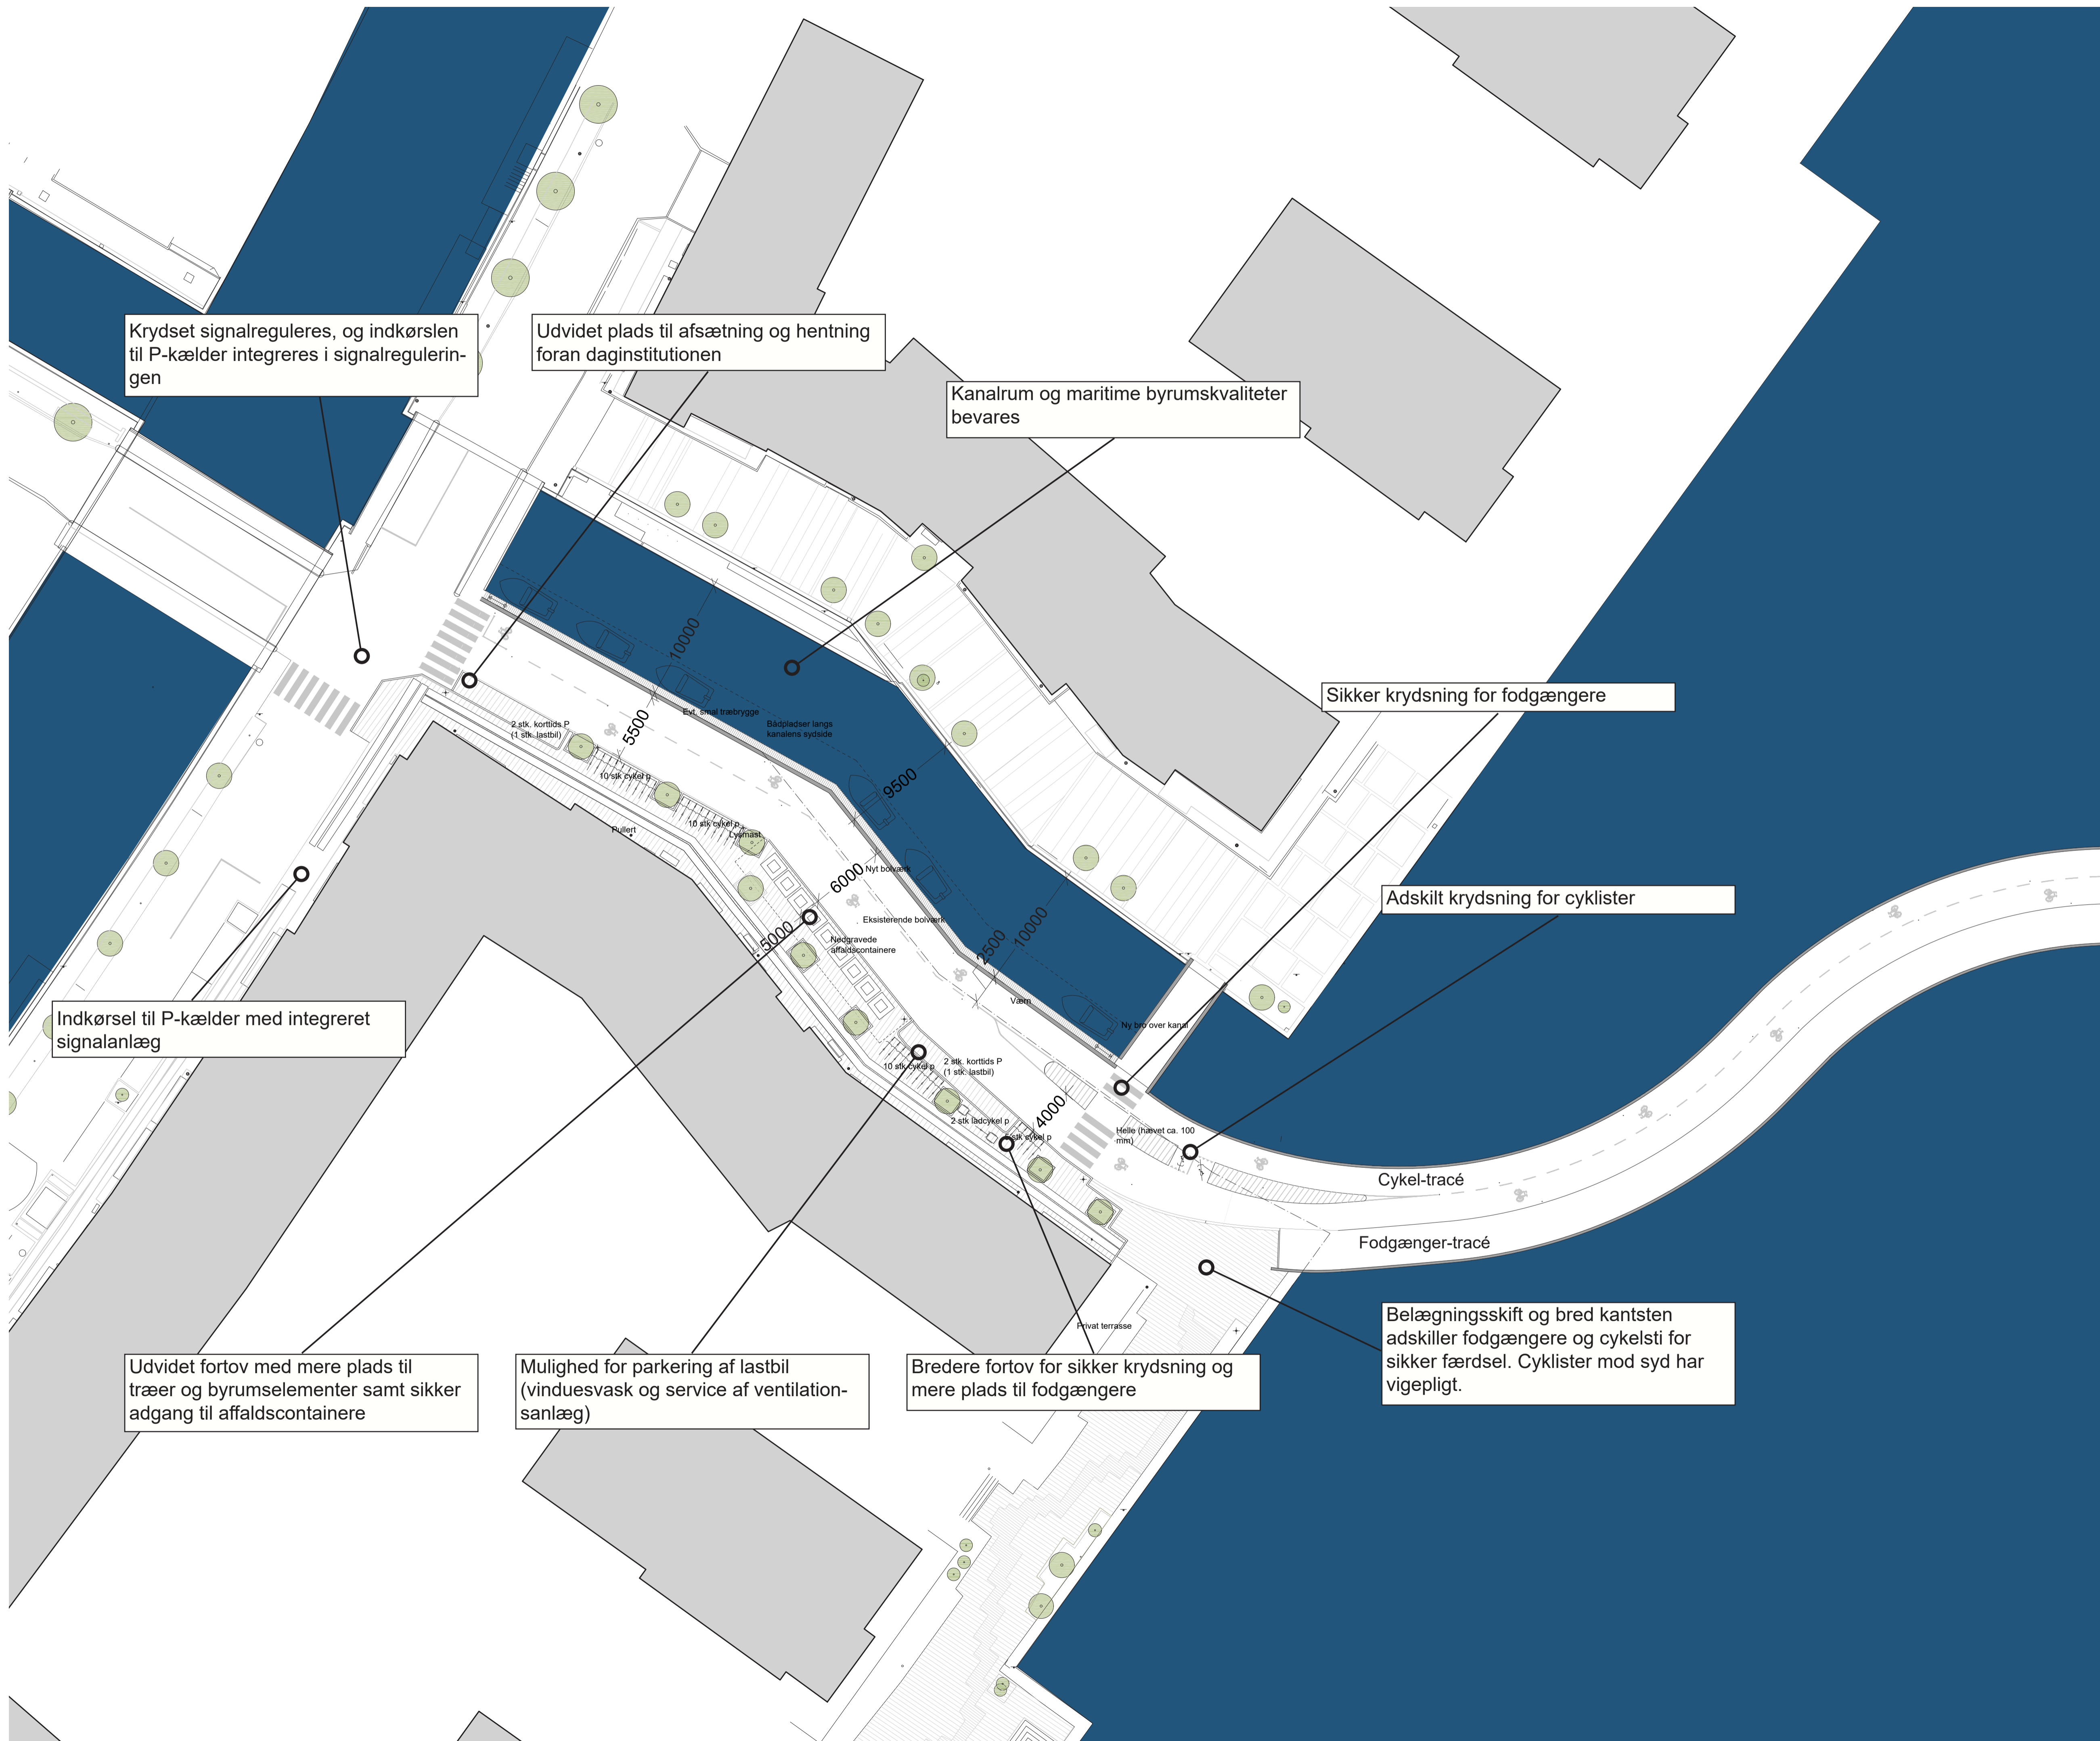 Krydset signalreguleres, og indkørslen
til P-kælder integreres i signalregulerin-
gen
Udvidet plads til afsætning og hentning
foran daginstitutionen
Kanalrum og maritime byrumskvaliteter
bevares
Sikker krydsning for fodgængere
Adskilt krydsning for cyklister
10000
5500
Evt. smal træbrygge
Bådpladser langs
kanalens sydside
2 stk. korttids P
(1 stk. lastbil)
10 stk cykel p
9500
10 stk cykel p
Lysmast
Pullert
6000
Nyt bolværk
5000
Eksisterende bolværk
Nedgravede
affaldscontainere
2500
10000
Værn
Ny bro over kanal
2 stk. korttids P
(1 stk. lastbil)
10 stk cykel p
4000
2 stk ladcykel p
stk cykel p
Helle (hævet ca. 100
mm)
Cykel-tracé
Fodgænger-tracé
Privat terrasse
Indkørsel til P-kælder med integreret
signalanlæg
Udvidet fortov med mere plads til
træer og byrumselementer samt sikker
adgang til affaldscontainere
Mulighed for parkering af lastbil
(vinduesvask og service af ventilation-
sanlæg)
Bredere fortov for sikker krydsning og
mere plads til fodgængere
Belægningsskift og bred kantsten
adskiller fodgængere og cykelsti for
sikker færdsel. Cyklister mod syd har
vigepligt.